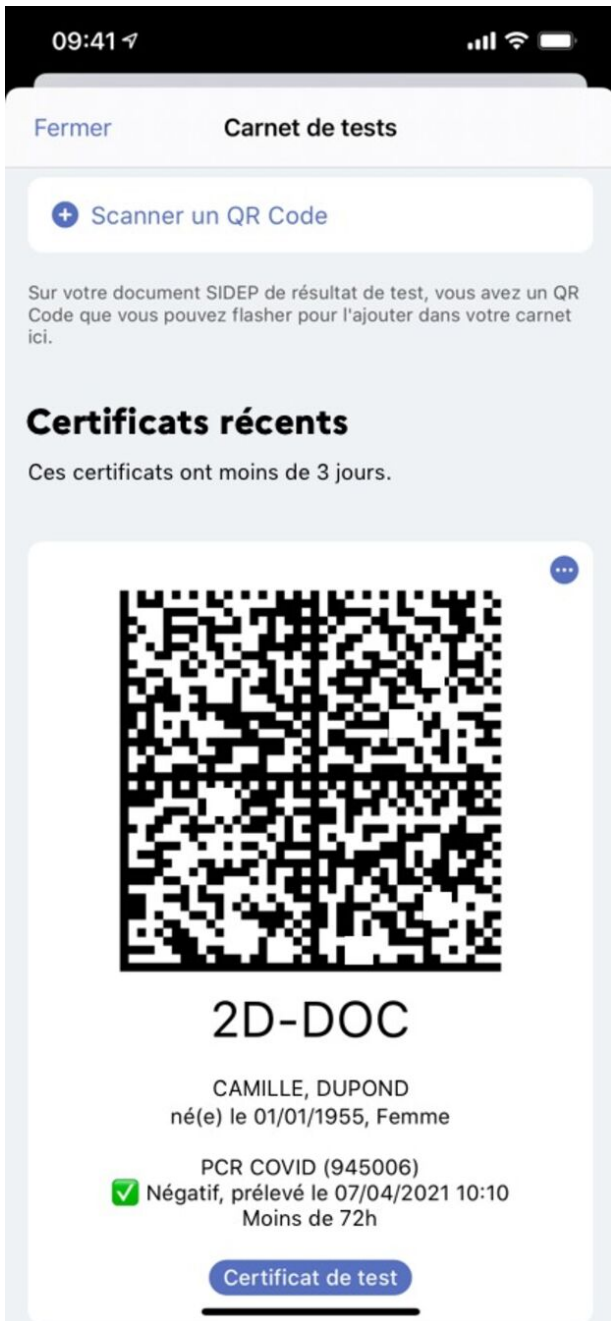 09:41
Fermer
Carnet de tests
Scanner un QR Code
Sur votre document SIDEP de résultat de test, vous avez un QR
Code que vous pouvez flasher pour l'ajouter dans votre carnet
ici.
Certificats récents
Ces certificats ont moins de 3 jours.
2D-DOC
CAMILLE, DUPOND
né(e) le 01/01/1955, Femme
PCR COVID (945006)
✅ Négatif, prélevé le 07/04/2021 10:10
Moins de 72h
Certificat de test